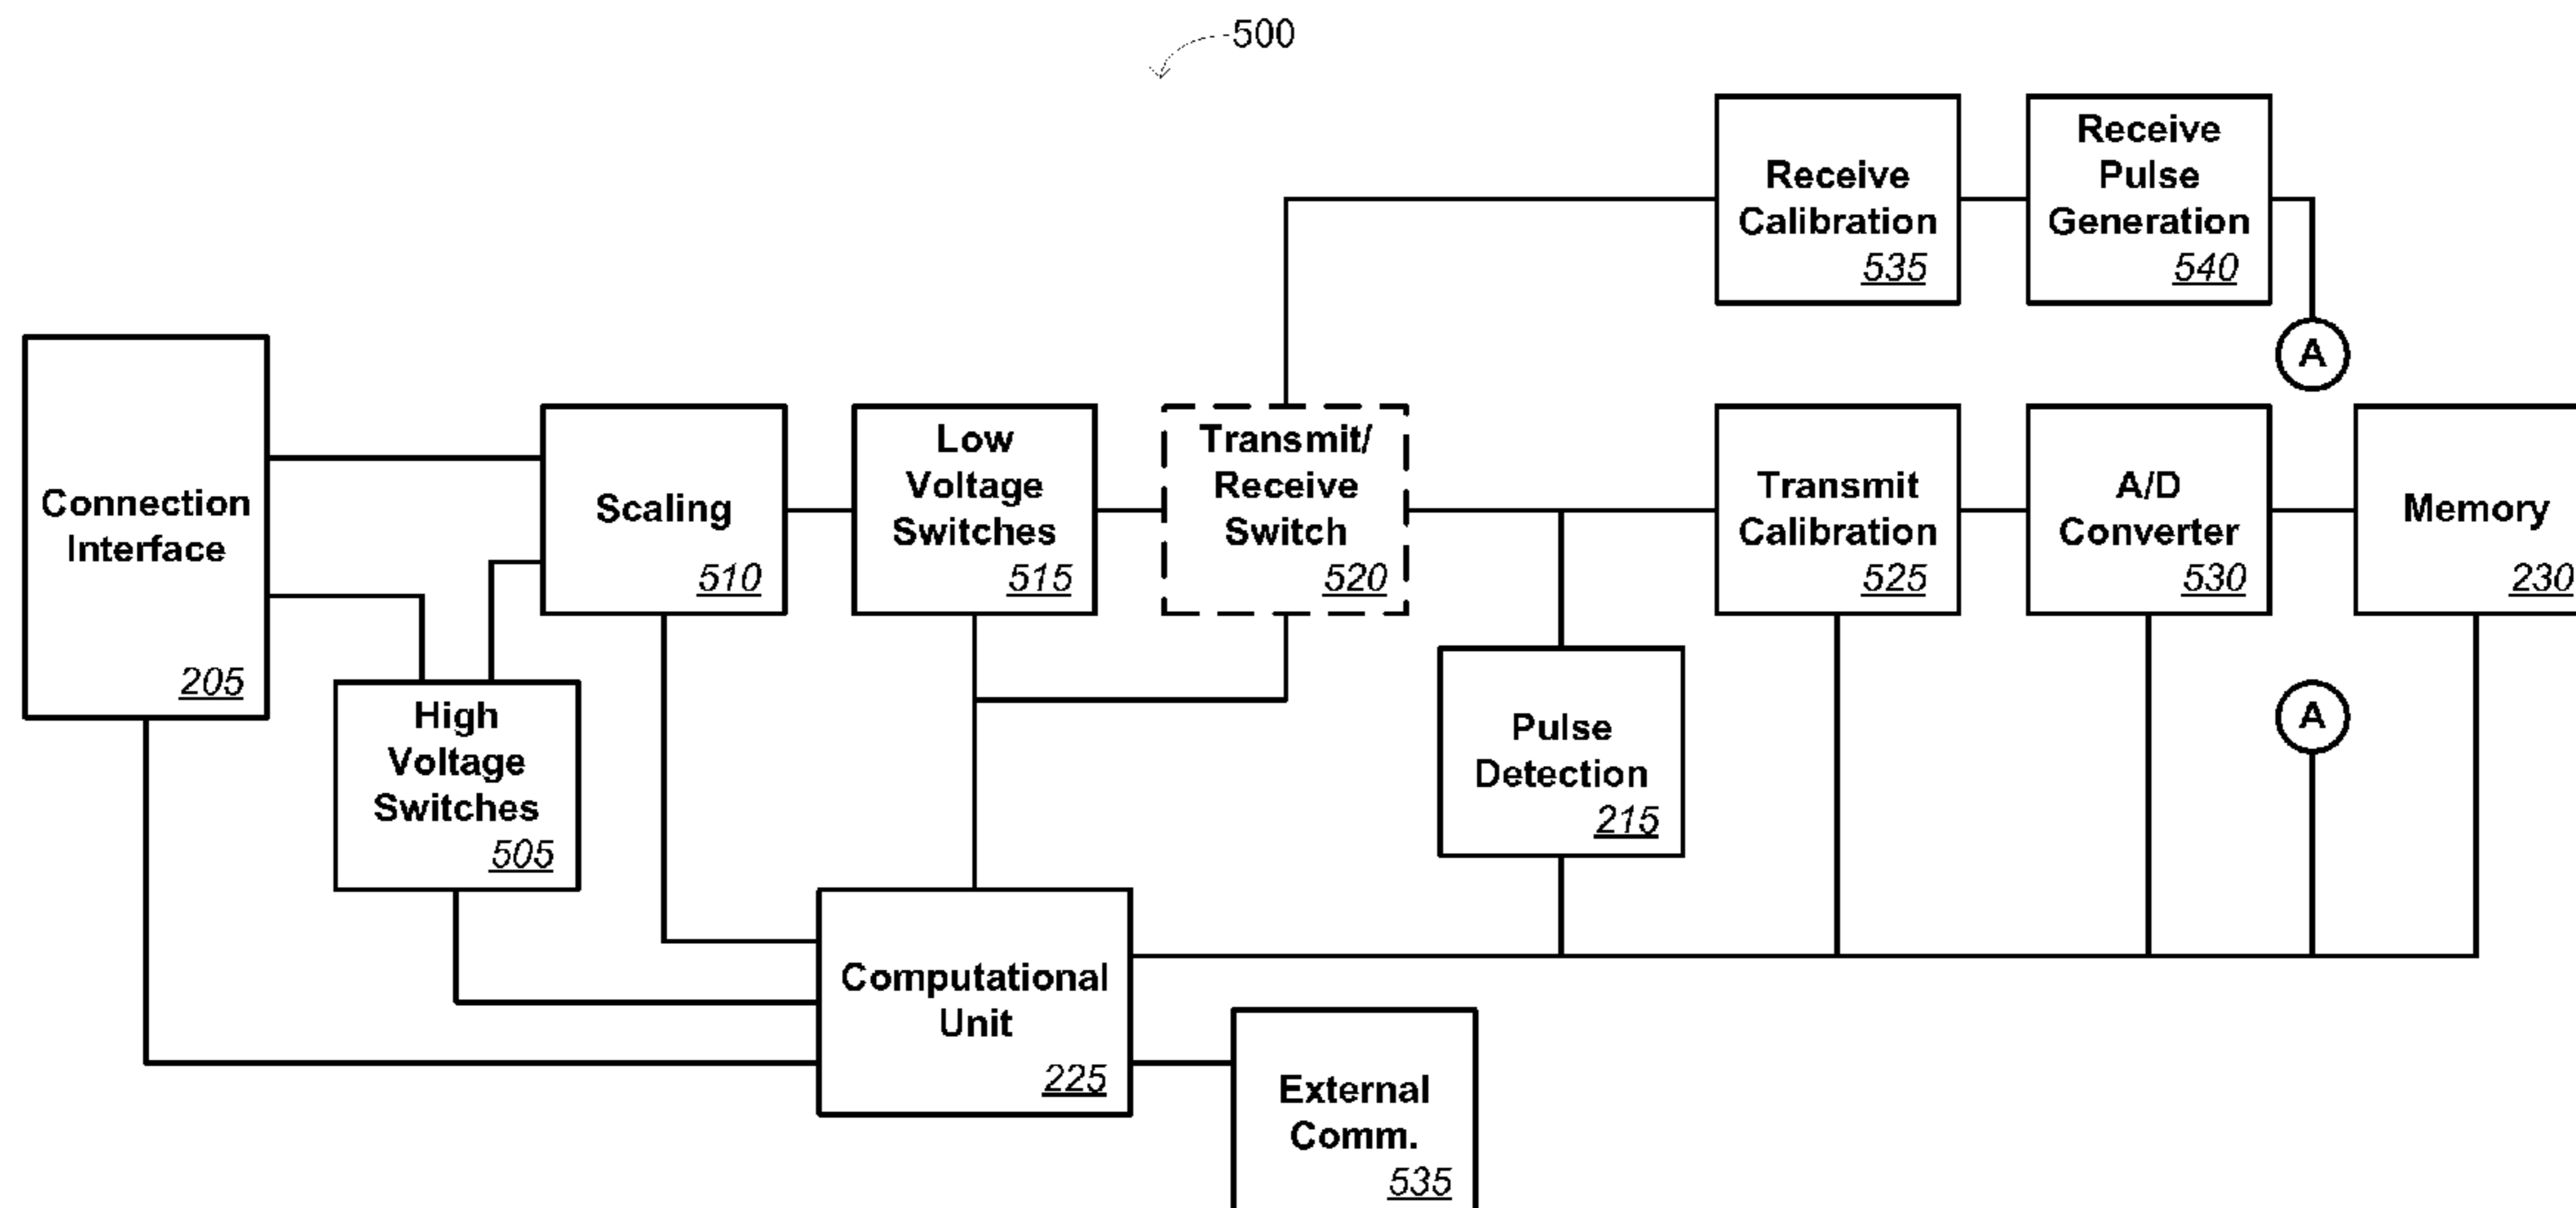 500
Receive
Calibration
535
Receive
Pulse
Generation
540
A
Connection
Interface
205
Scaling
510
Low
Voltage
Switches
515
Transmit/
Receive
Switch
520
Transmit
Calibration
525
A/D
Converter
530
Memory
230
High
Voltage
Switches
505
Pulse
Detection
215
A
Computational
Unit
225
External
Comm.
535